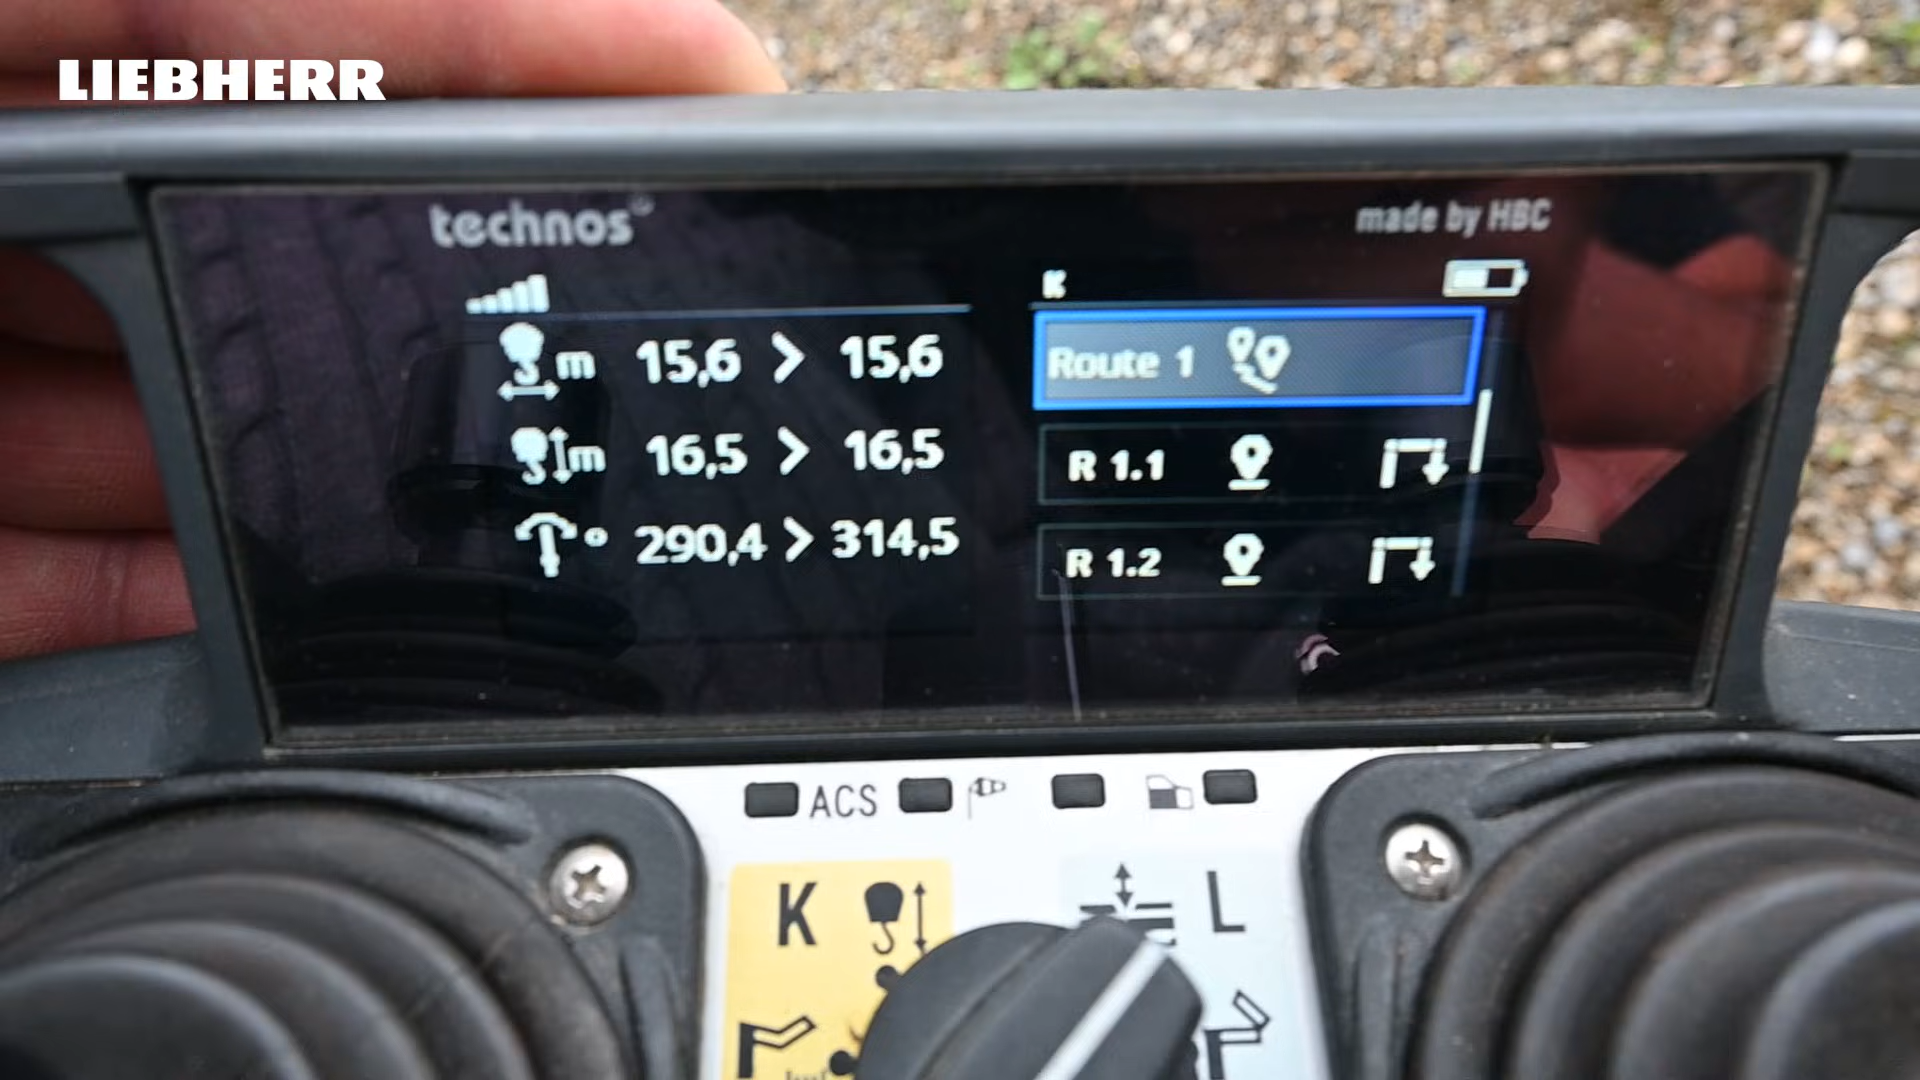 LIEBHERR
technos
made by HBC
K
m 15,6 > 15,6
m 16,5 > 16,5
° 290,4 > 314,5
Route 1
R 1.1
R 1.2
ACS
K
L